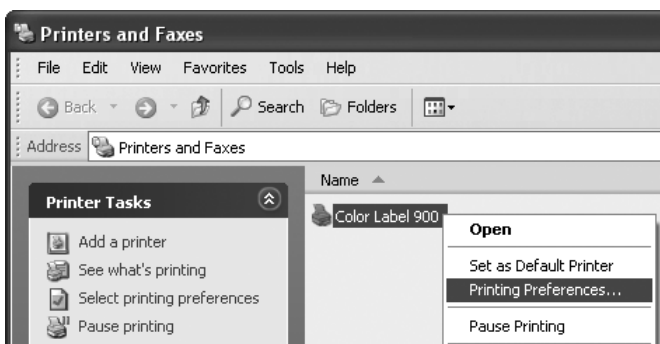 Printers and Faxes
File Edit View Favorites Tools Help
Back Search Folders
Address Printers and Faxes
Name
Printer Tasks
Add a printer
See what's printing
Select printing preferences
Pause printing
Color Label 900
Open
Set as Default Printer
Printing Preferences...
Pause Printing